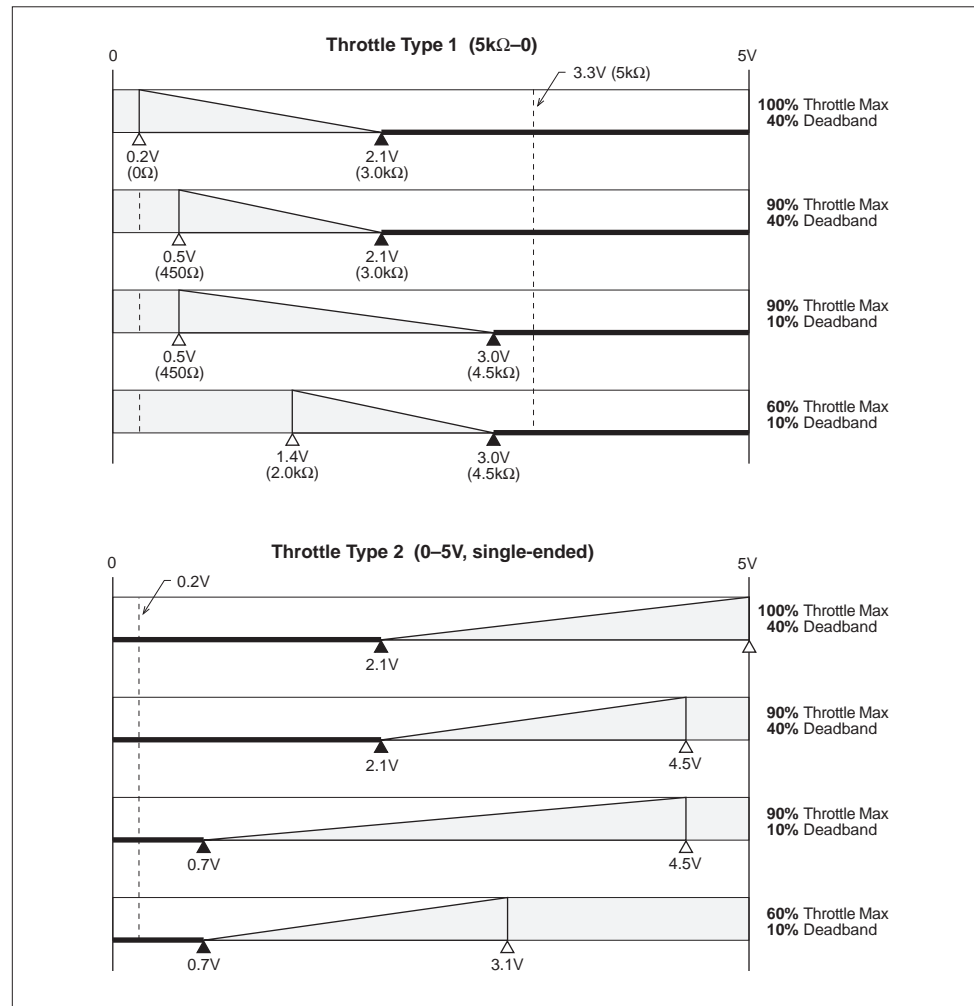 Throttle Type 1 (5kΩ–0)
0
5V
3.3V (5kΩ)
100% Throttle Max
40% Deadband
0.2V
(0Ω)
2.1V
(3.0kΩ)
90% Throttle Max
40% Deadband
0.5V
(450Ω)
2.1V
(3.0kΩ)
90% Throttle Max
10% Deadband
0.5V
(450Ω)
3.0V
(4.5kΩ)
60% Throttle Max
10% Deadband
1.4V
(2.0kΩ)
3.0V
(4.5kΩ)
Throttle Type 2 (0–5V, single-ended)
0
5V
0.2V
100% Throttle Max
40% Deadband
2.1V
90% Throttle Max
40% Deadband
2.1V
4.5V
90% Throttle Max
10% Deadband
0.7V
4.5V
60% Throttle Max
10% Deadband
0.7V
3.1V